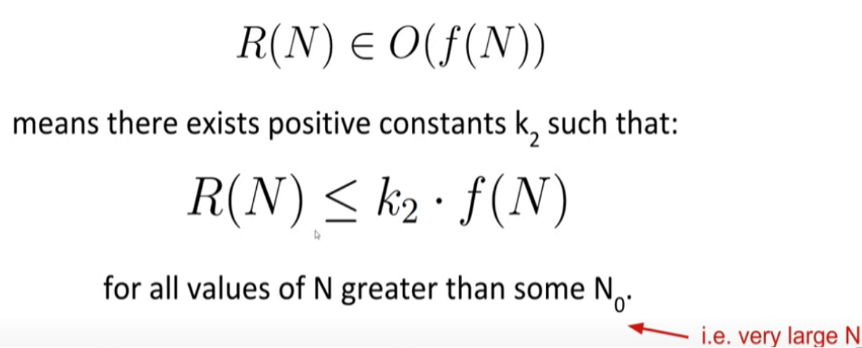 R(N) ∈ O(f(N))
means there exists positive constants k₂ such that:
R(N) ≤ k₂ · f(N)
for all values of N greater than some N₀.
i.e. very large N